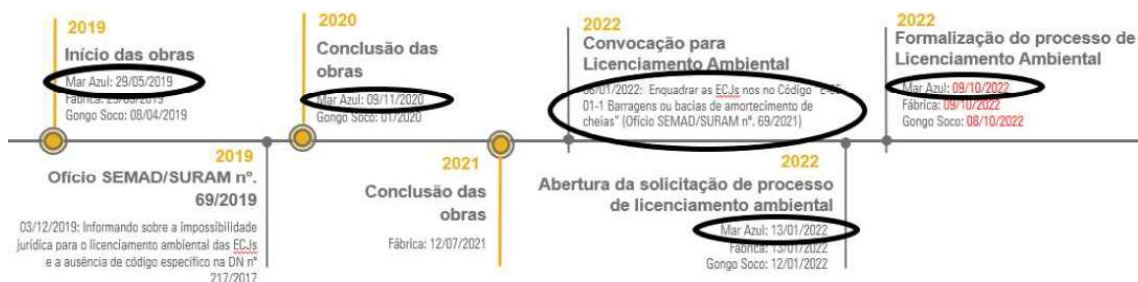 2019
Início das obras
Mar Azul: 29/05/2019
Fábrica:
Gongo Soco: 08/04/2019
2019
Ofício SEMAD/SURAM nº.
69/2019
03/12/2019: Informando sobre a impossibilidade
jurídica para o licenciamento ambiental das ECJs
e a ausência de código específico na DN nº
217/2017
2020
Conclusão das
obras
Mar Azul: 09/11/2020
Gongo Soco: 01/2020
2021
Conclusão das
obras
Fábrica: 12/07/2021
2022
Convocação para
Licenciamento Ambiental
06/01/2022: Enquadrar as ECJs nos no Código "E-
01-1 Barragens ou bacias de amortecimento de
cheias" (Ofício SEMAD/SURAM nº. 69/2021)
2022
Abertura da solicitação de processo
de licenciamento ambiental
Mar Azul: 13/01/2022
Fábrica: 13/01/2022
Gongo Soco: 12/01/2022
2022
Formalização do processo de
Licenciamento Ambiental
Mar Azul: 09/10/2022
Fábrica: 09/10/2022
Gongo Soco: 08/10/2022